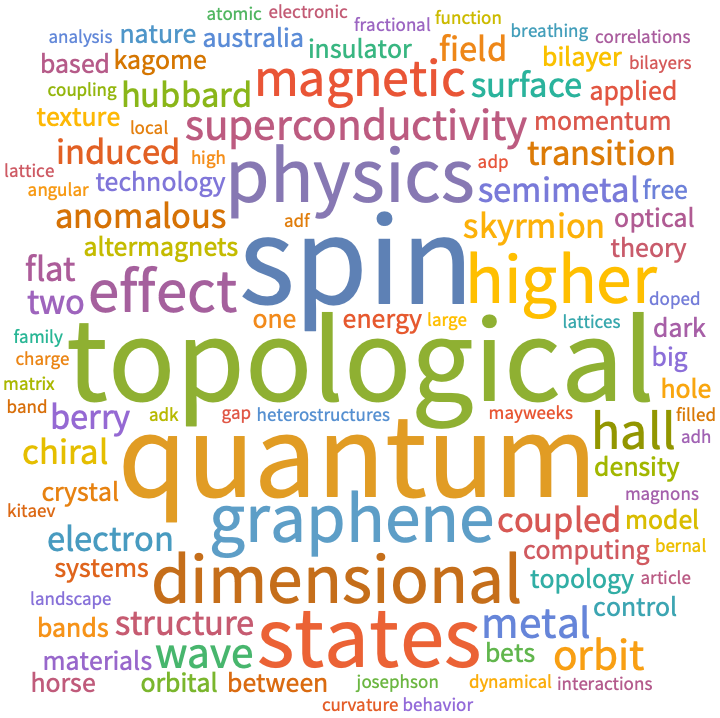 atomic electronic
fractional function
analysis nature australia insulator field breathing correlations
based kagome magnetic surface bilayer bilayers
coupling hubbard applied
texture local superconductivity momentum
lattice induced high physics adp transition
angular technology semimetal free
anomalous adf spin skyrmion optical
altermagnets theory
flat effect higher
two doped
one energy large lattices dark
family topological
charge big
matrix hole
band berry adk gap heterostructures mayweeks filled
chiral quantum hall adh
density
crystal magnons
kitaev graphene coupled model
electron computing bernal
systems dimensional topology article
landscape control
bands structure states metal
materials wave bets orbit
horse orbital between josephson dynamical interactions
curvature behavior